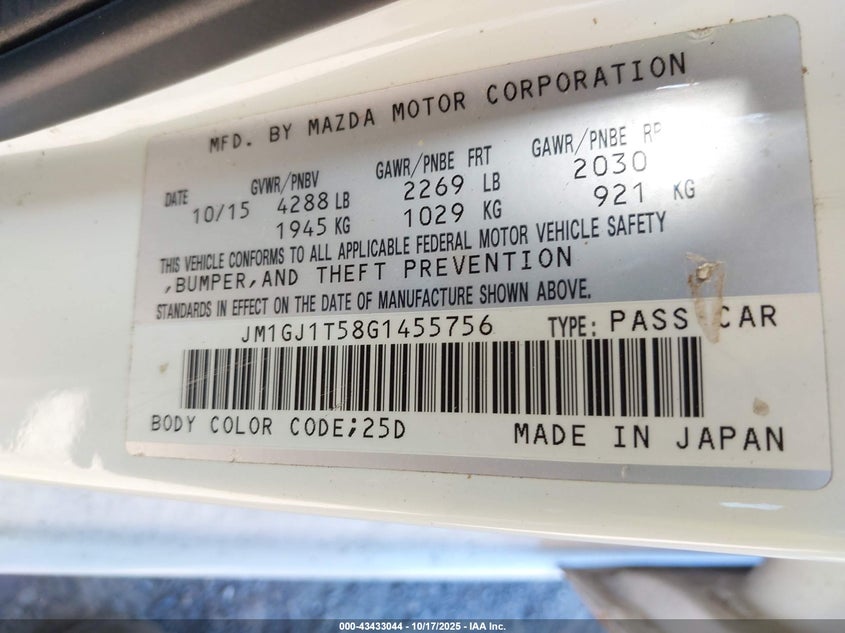 MFD. BY MAZDA MOTOR CORPORATION
DATE GVWR/PNBV GAWR/PNBE FRT GAWR/PNBE RR
10/15 4288 LB 2269 LB 2030
1945 KG 1029 KG 921 KG
THIS VEHICLE CONFORMS TO ALL APPLICABLE FEDERAL MOTOR VEHICLE SAFETY
,BUMPER,AND THEFT PREVENTION
STANDARDS IN EFFECT ON THE DATE OF MANUFACTURE SHOWN ABOVE.
JM1GJ1T58G1455756 TYPE: PASS CAR
BODY COLOR CODE;25D MADE IN JAPAN
000-43433044 / 10/17/2025 - IAA Inc.